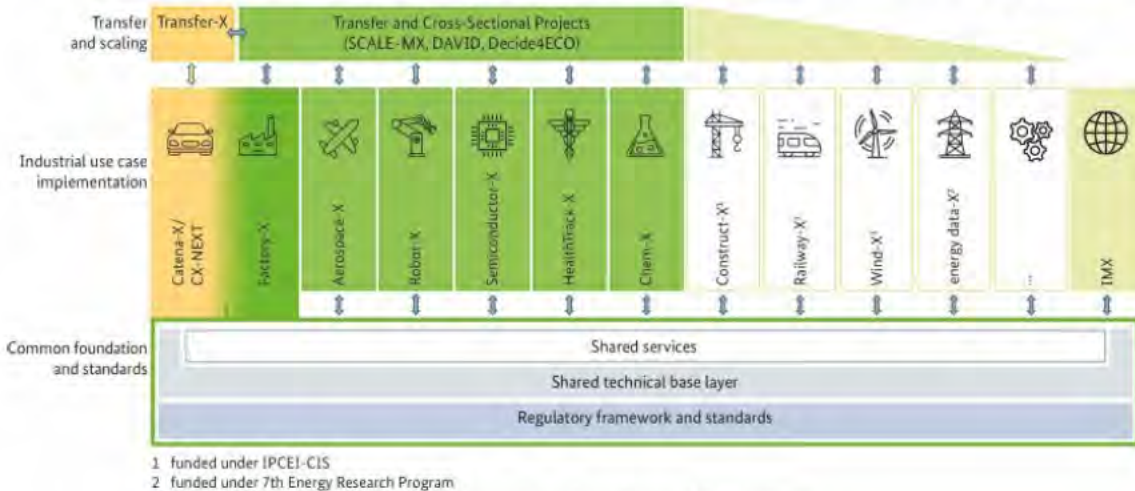 Transfer
and scaling
Transfer-X
Transfer and Cross-Sectional Projects
(SCALE-MX, DAVID, Decide4ECO)
Industrial use case
implementation
Catena-X/
CX-NEXT
Factory-X
Aerospace-X
Robot-X
Semiconductor-X
HealthTrack X
Chem-X
Construct-X¹
Railway-X¹
Wind-X¹
energy data-X²
...
IMX
Common foundation
and standards
Shared services
Shared technical base layer
Regulatory framework and standards
1 funded under IPCEI-CIS
2 funded under 7th Energy Research Program